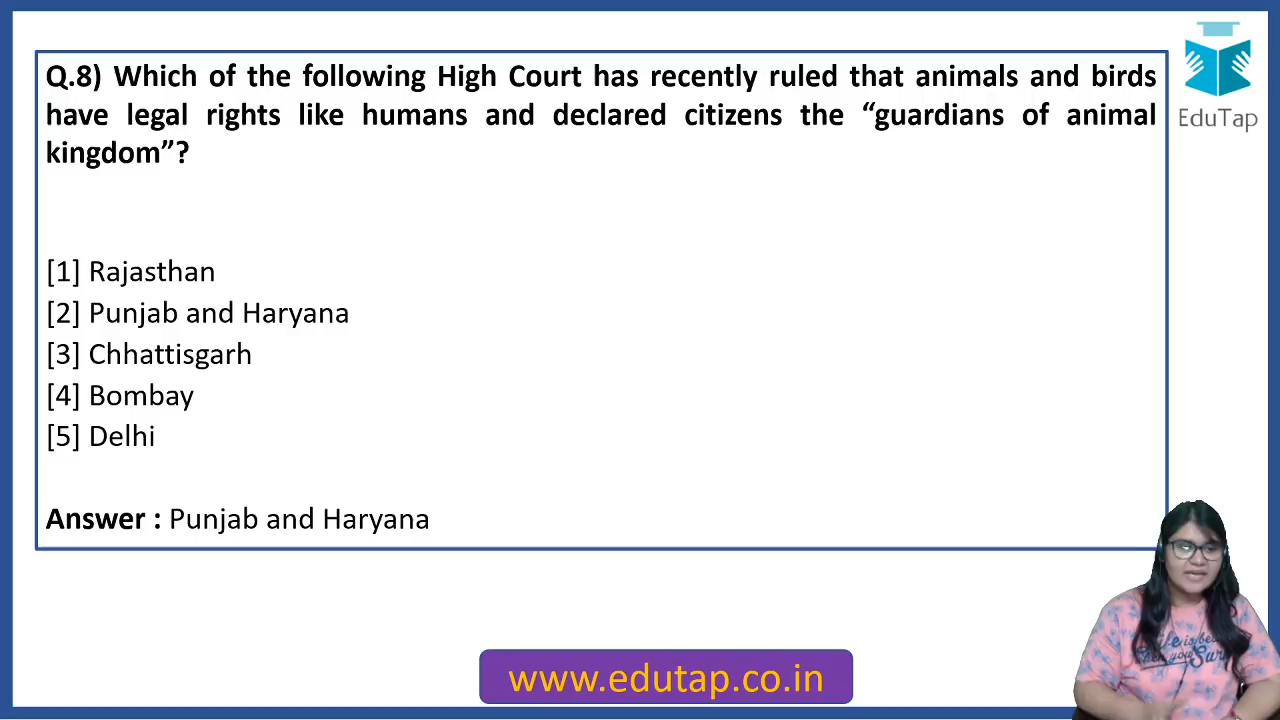 Q.8) Which of the following High Court has recently ruled that animals and birds
have legal rights like humans and declared citizens the “guardians of animal
kingdom”?
EduTap
[1] Rajasthan
[2] Punjab and Haryana
[3] Chhattisgarh
[4] Bombay
[5] Delhi
Answer : Punjab and Haryana
www.edutap.co.in